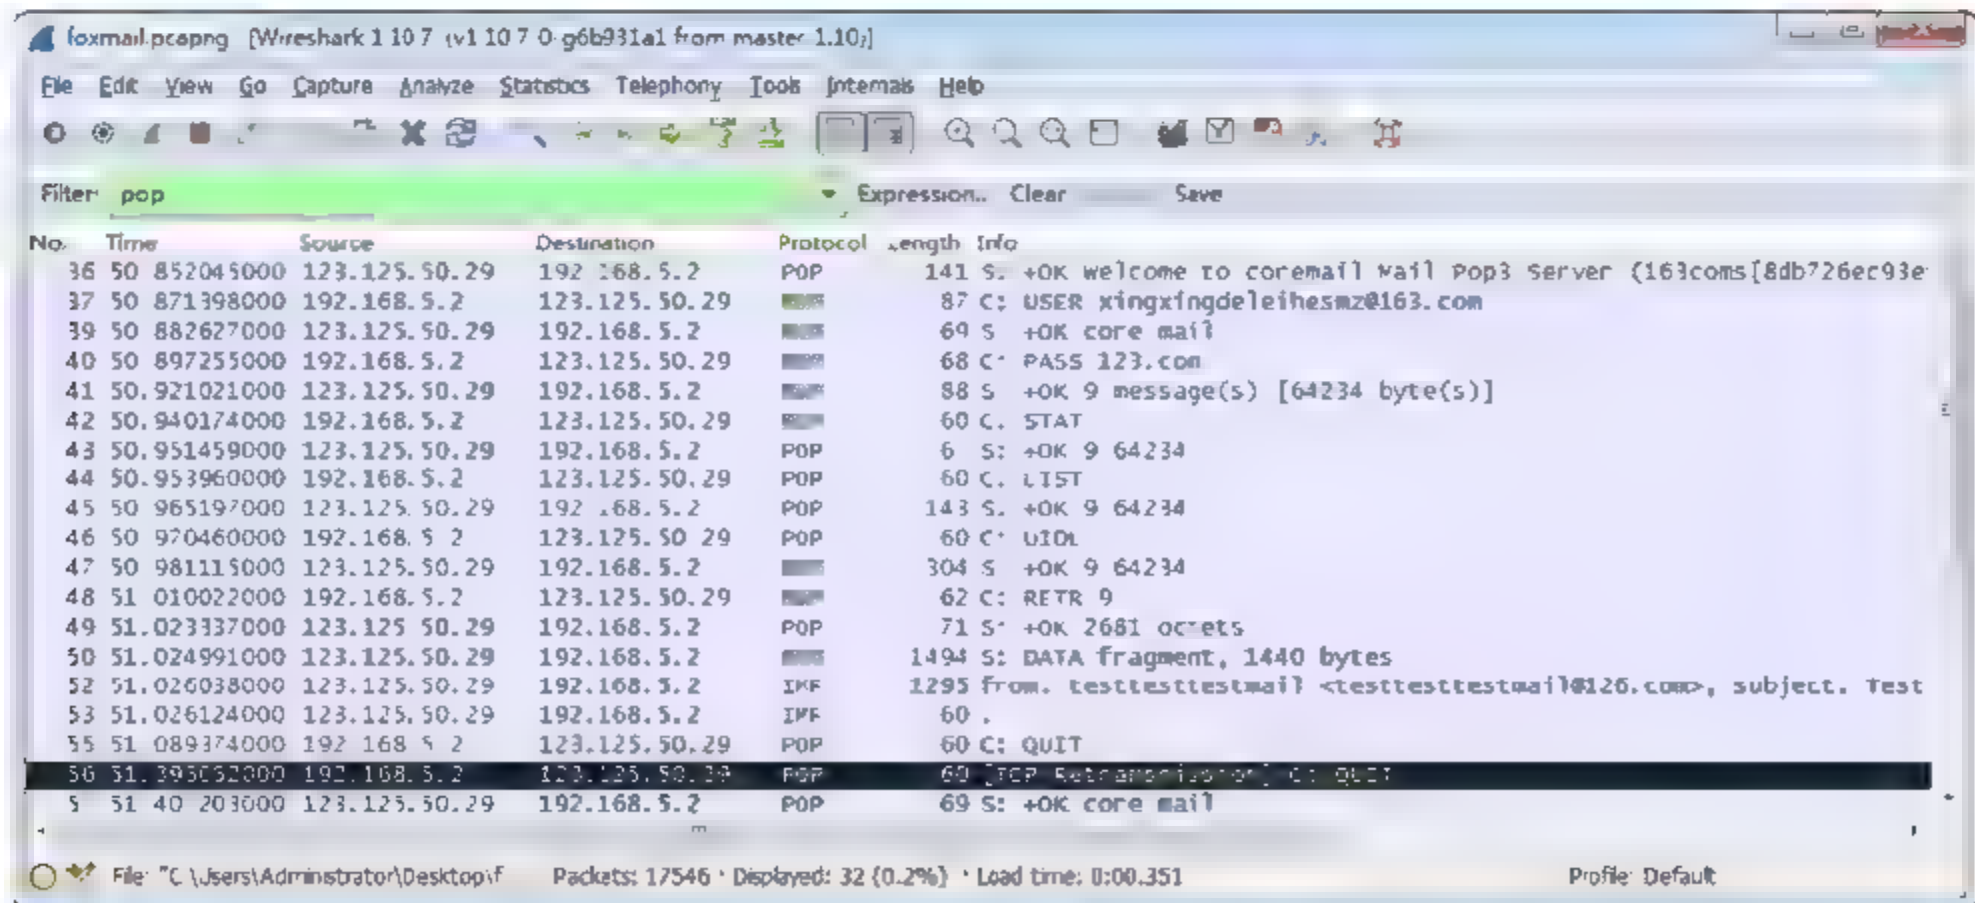 foxmail.pcapng [Wireshark 1.10.7 (v1.10.7-0-g6b931a1 from master-1.10)]
File Edit View Go Capture Analyze Statistics Telephony Tools Internals Help
Filter: pop Expression... Clear Save
No. Time Source Destination Protocol Length Info
36 50.852045000 123.125.50.29 192.168.5.2 POP 141 S: +OK Welcome to coremail Mail Pop3 Server (163coms[8db726ec93e
37 50.871398000 192.168.5.2 123.125.50.29 87 C: USER xingxingdeleihesmz@163.com
39 50.882627000 123.125.50.29 192.168.5.2 69 S: +OK core mail
40 50.897255000 192.168.5.2 123.125.50.29 68 C: PASS 123.com
41 50.921021000 123.125.50.29 192.168.5.2 88 S: +OK 9 message(s) [64234 byte(s)]
42 50.940174000 192.168.5.2 123.125.50.29 60 C: STAT
43 50.951459000 123.125.50.29 192.168.5.2 POP S: +OK 9 64234
44 50.953960000 192.168.5.2 123.125.50.29 POP 60 C: LIST
45 50.965197000 123.125.50.29 192.168.5.2 POP 143 S: +OK 9 64234
46 50.970460000 192.168.5.2 123.125.50.29 POP 60 C: UIDL
47 50.981115000 123.125.50.29 192.168.5.2 304 S: +OK 9 64234
48 51.010022000 192.168.5.2 123.125.50.29 62 C: RETR 9
49 51.023337000 123.125.50.29 192.168.5.2 POP 71 S: +OK 2681 octets
50 51.024991000 123.125.50.29 192.168.5.2 1494 S: DATA fragment, 1440 bytes
52 51.026038000 123.125.50.29 192.168.5.2 IMF 1295 from: testtesttestmail <testtesttestmail@126.com>, subject: Test
53 51.026124000 123.125.50.29 192.168.5.2 IMF 60 .
55 51.089374000 192.168.5.2 123.125.50.29 POP 60 C: QUIT
56 51.393052000 192.168.5.2 123.125.50.29 POP 60 [TCP Retransmission] C: QUIT
123.125.50.29 192.168.5.2 POP 69 S: +OK core mail
File: "C:\Users\Administrator\Desktop\f Packets: 17546 · Displayed: 32 (0.2%) · Load time: 0:00.351 Profile: Default